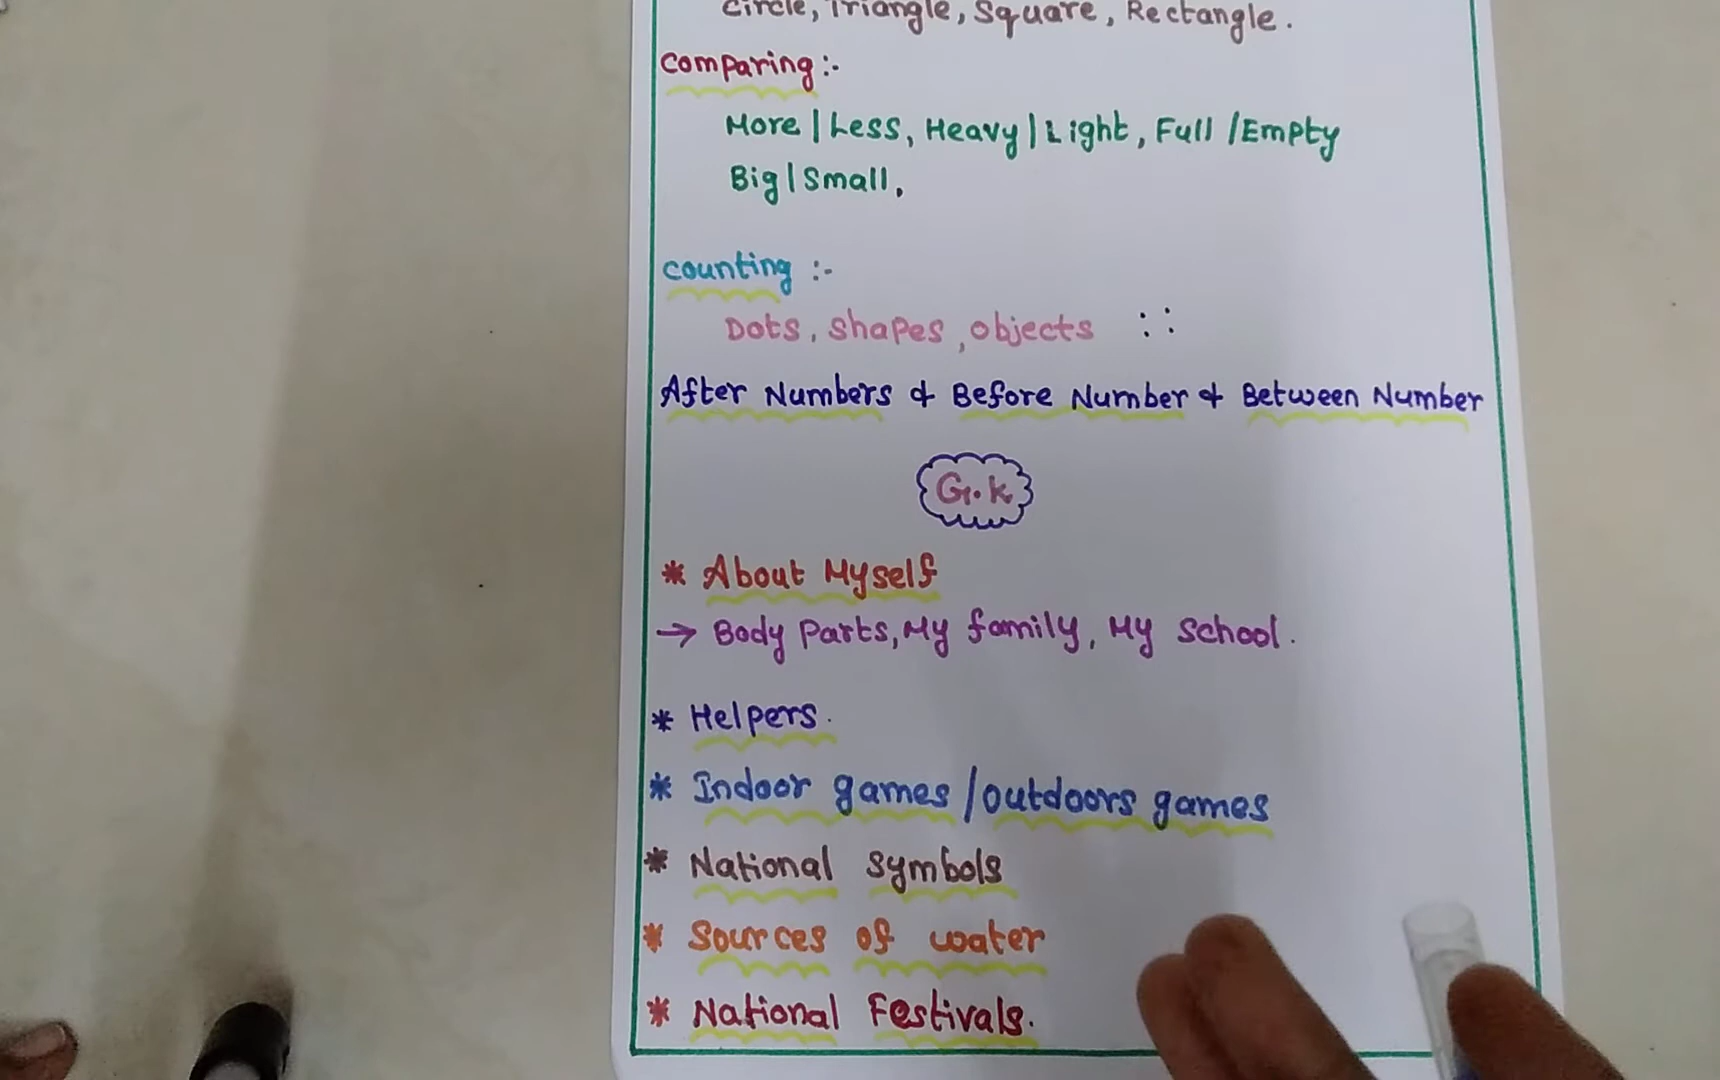 Circle, Triangle, Square, Rectangle.
Comparing :-
More | Less, Heavy | Light, Full / Empty
Big | Small.
Counting :-
Dots, shapes, objects
After Numbers & Before Number & Between Number
G.k
* About Myself
→ Body Parts, My family, My school.
* Helpers.
* Indoor games / outdoors games
* National symbols
* Sources of water
* National Festivals.